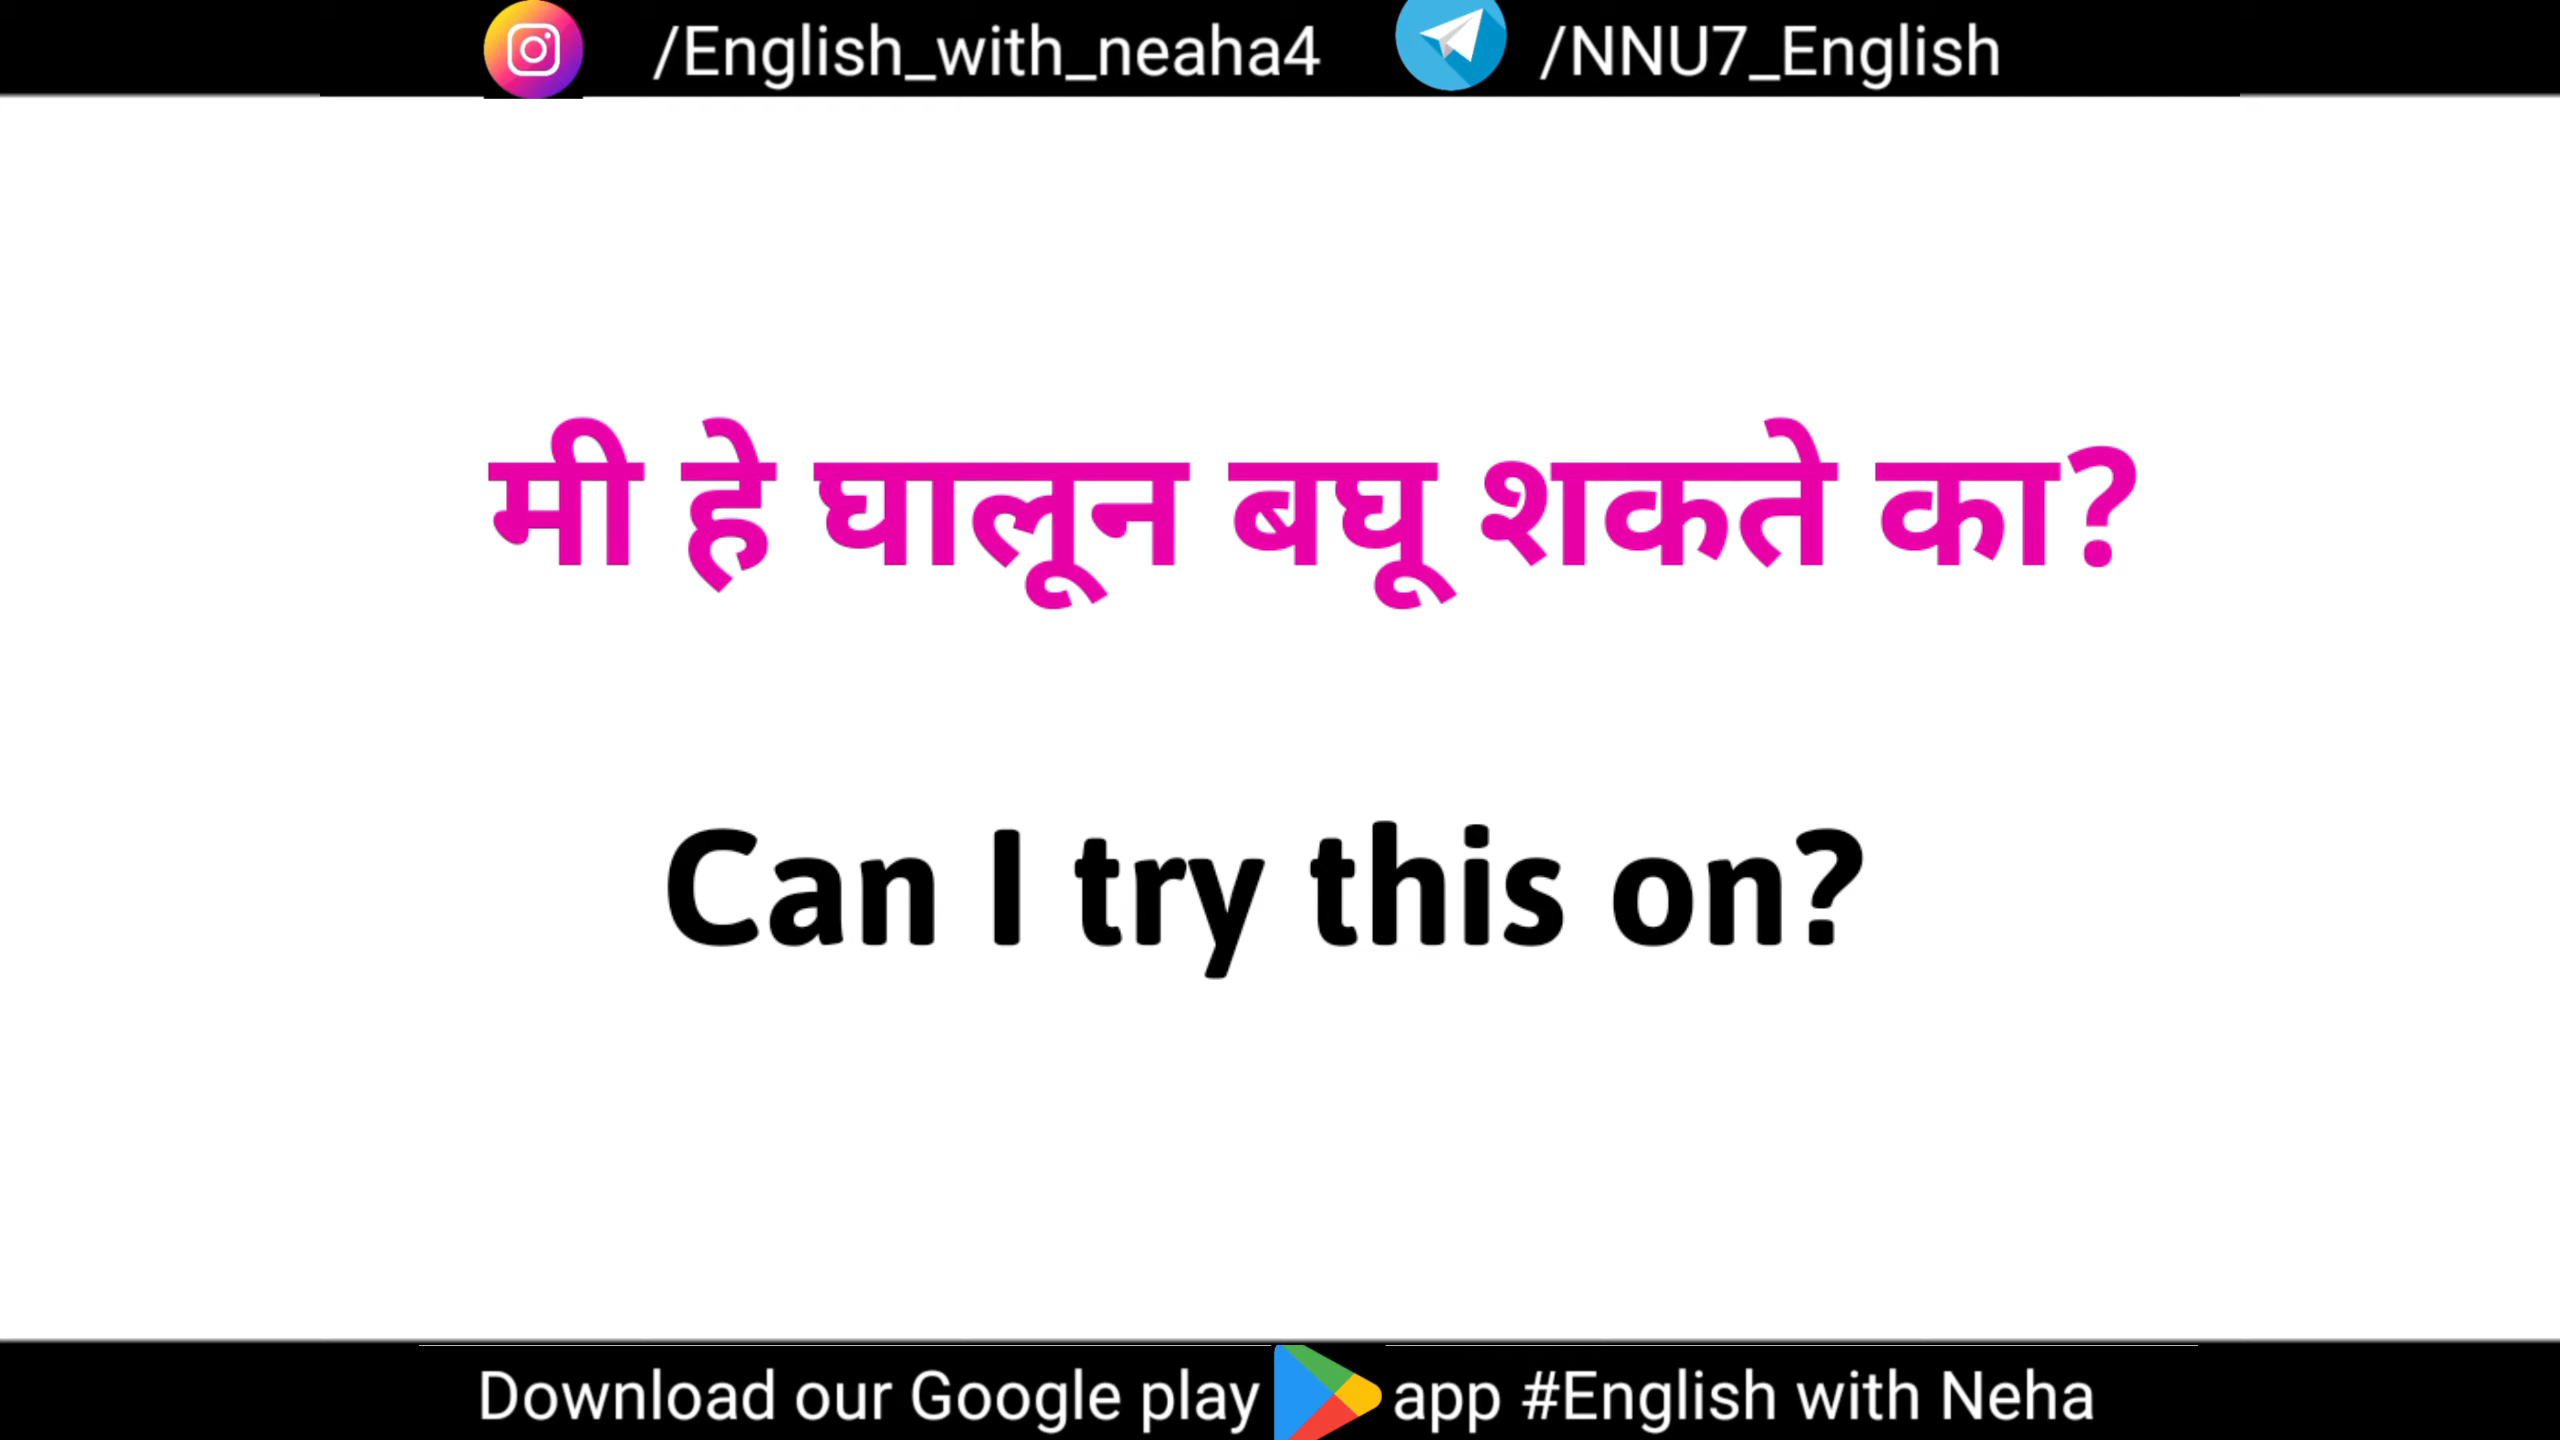 /English_with_neaha4 /NNU7_English
मी हे घालून बघू शकते का?
Can I try this on?
Download our Google play app #English with Neha